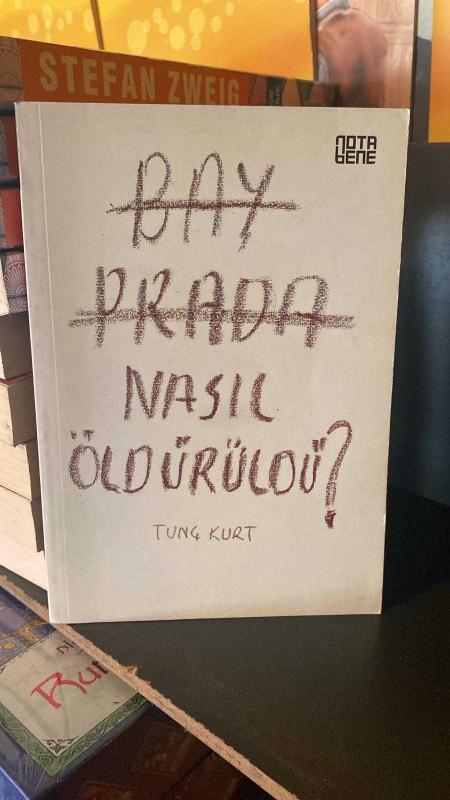 STEFAN ZWEIG
NOTA
BENE
BAY
PRADA
NASIL
ÖLDÜRÜLDÜ?
TUNÇ KURT